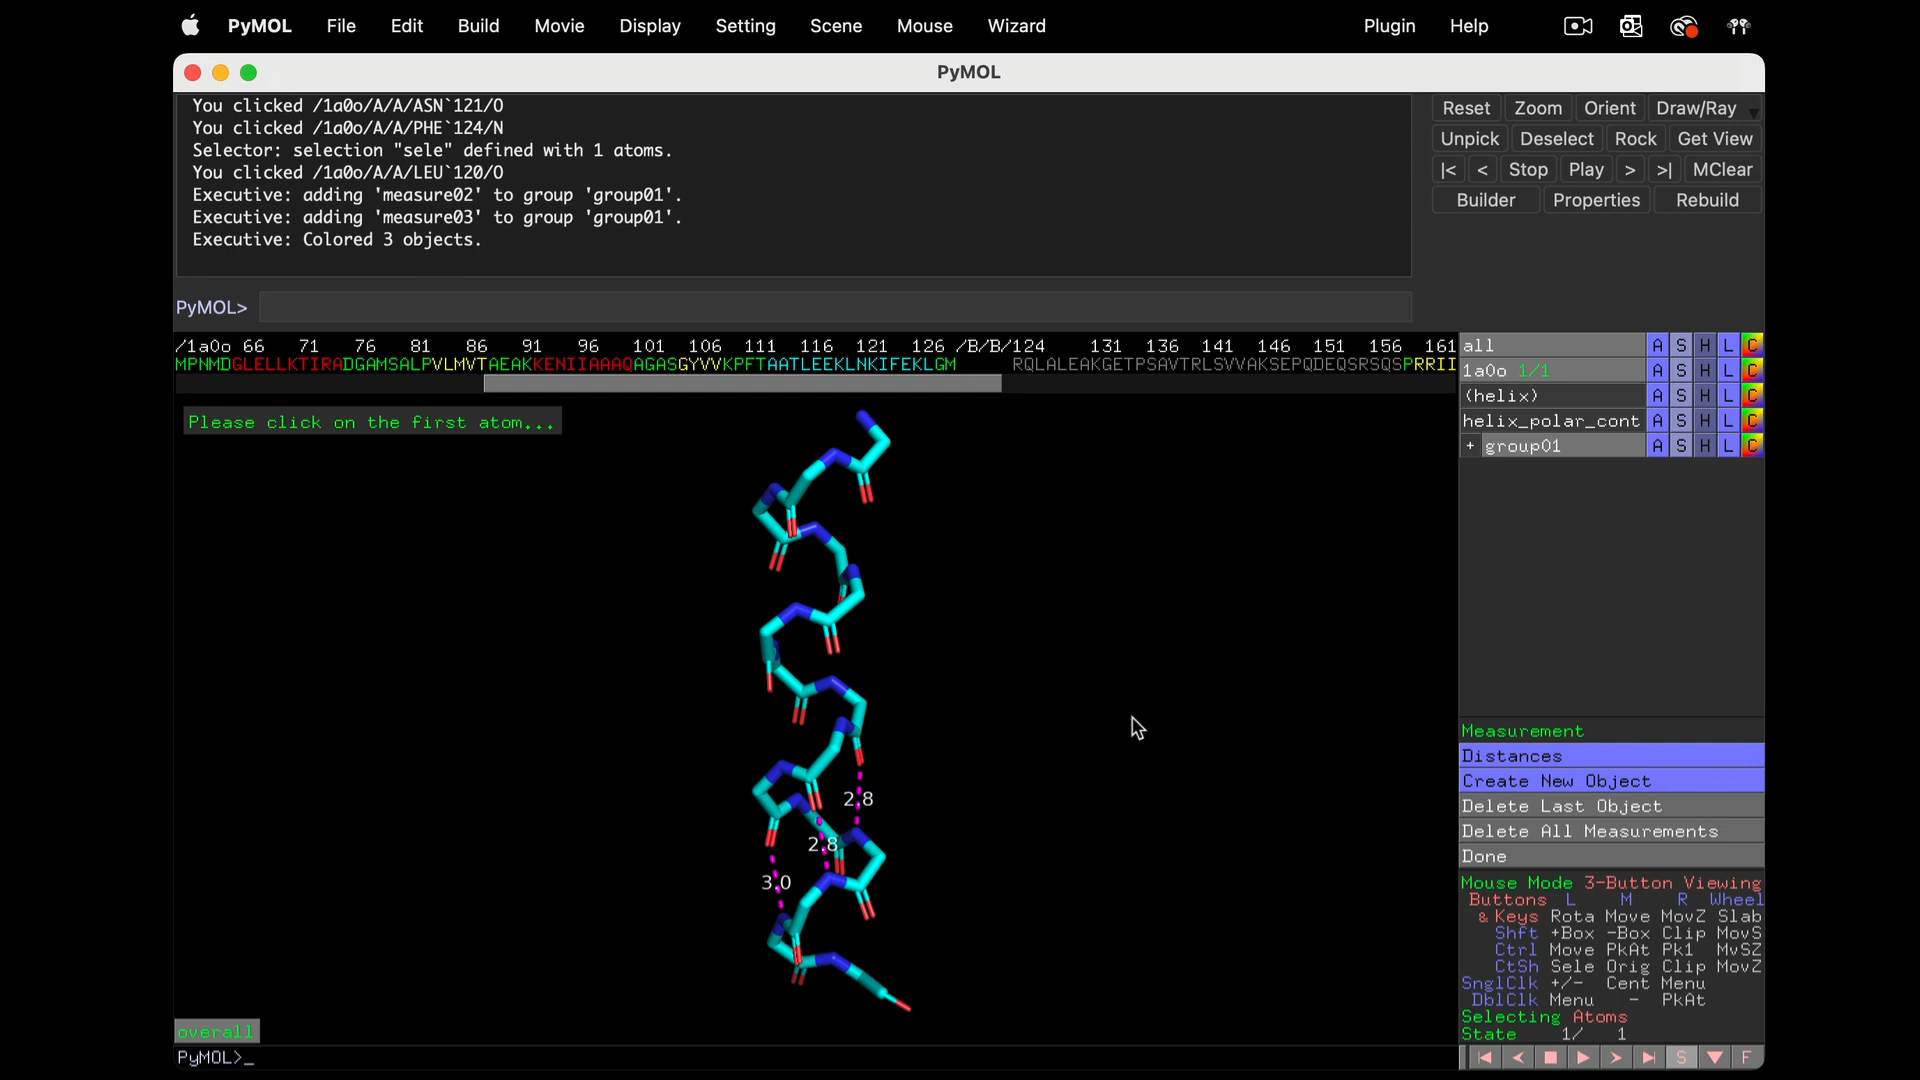 PyMOL File Edit Build Movie Display Setting Scene Mouse Wizard Plugin Help
PyMOL
You clicked /1a0o/A/A/ASN`121/O
You clicked /1a0o/A/A/PHE`124/N
Selector: selection "sele" defined with 1 atoms.
You clicked /1a0o/A/A/LEU`120/O
Executive: adding 'measure02' to group 'group01'.
Executive: adding 'measure03' to group 'group01'.
Executive: Colored 3 objects.
Reset Zoom Orient Draw/Ray
Unpick Deselect Rock Get View
|< < Stop Play > >| MClear
Builder Properties Rebuild
PyMOL>
/1a0o 66 71 76 81 86 91 96 101 106 111 116 121 126 /B/B/124 131 136 141 146 151 156 161
MPNMDGLELLKTIRADGAMSALPVLMVTAEAKKENIIAAAQAGASGYVVKPFTAATLEEKLNKIFEKLGM RQLALEAKGETPSAVTRLSVVAKSEPQDEQSRSQSPRRII
all A S H L C
1a0o 1/1 A S H L C
(helix) A S H L C
helix_polar_cont A S H L C
+ group01 A S H L C
Please click on the first atom...
2.8
2.8
3.0
Measurement
Distances
Create New Object
Delete Last Object
Delete All Measurements
Done
Mouse Mode 3-Button Viewing
Buttons L M R Wheel
& Keys Rota Move MovZ Slab
Shft +Box -Box Clip MovS
Ctrl Move PkAt Pk1 MvSZ
CtSh Sele Orig Clip MovZ
SnglClk +/- Cent Menu
DblClk Menu - PkAt
Selecting Atoms
State 1/ 1
overall
PyMOL>_
S F